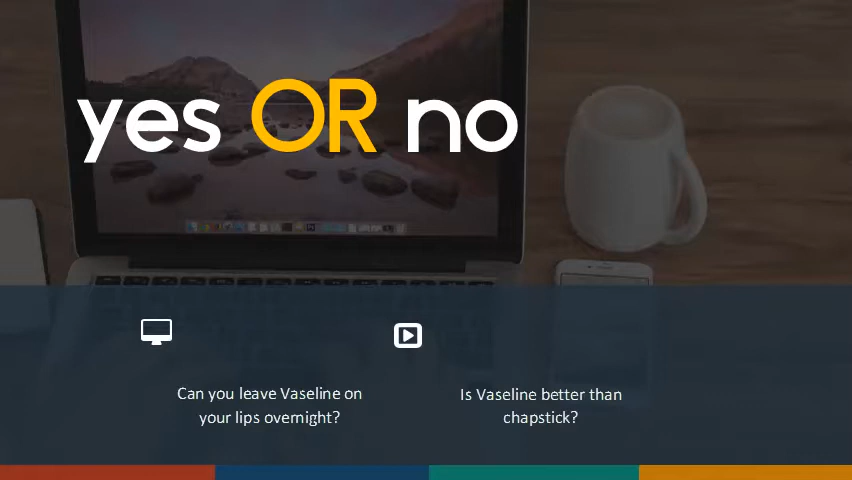 yes OR no
Can you leave Vaseline on
your lips overnight?
Is Vaseline better than
chapstick?